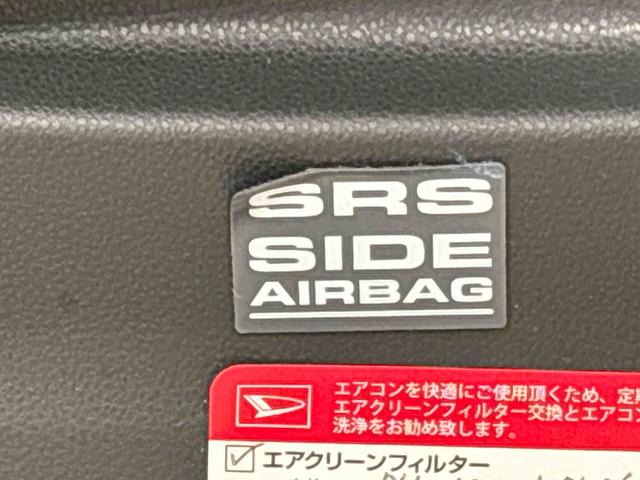 SRS
SIDE
AIRBAG
エアコンを快適にご使用頂くため、定
エアクリーンフィルター交換とエアコ
洗浄をお勧め致します。
エアクリーンフィルター